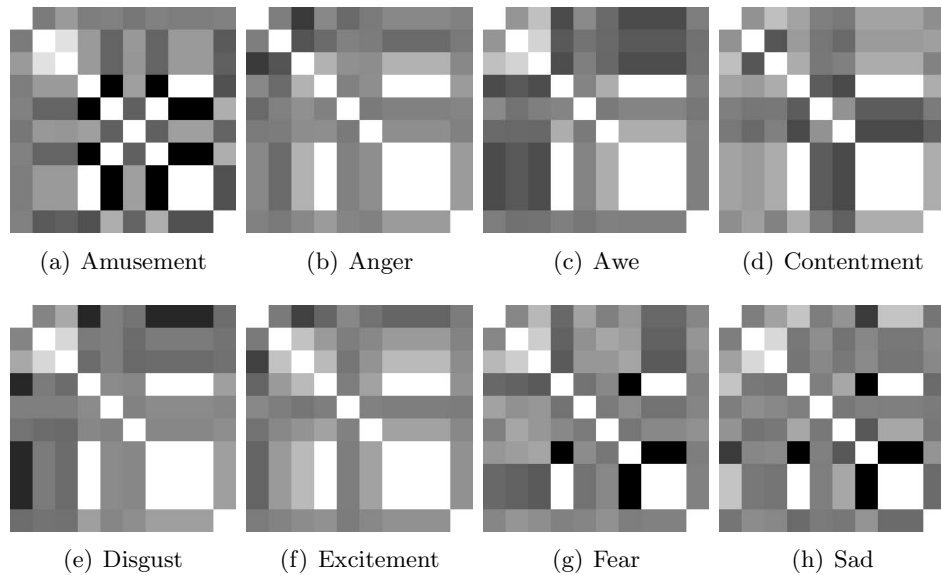 (a) Amusement (b) Anger (c) Awe (d) Contentment
(e) Disgust (f) Excitement (g) Fear (h) Sad